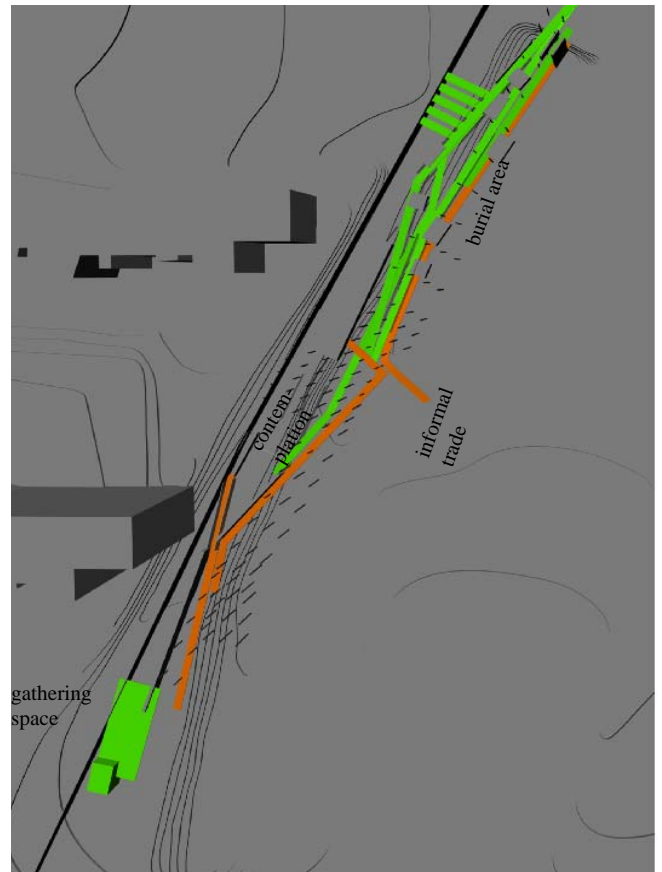 burial area
contem-
plation
informal
trade
gathering
space